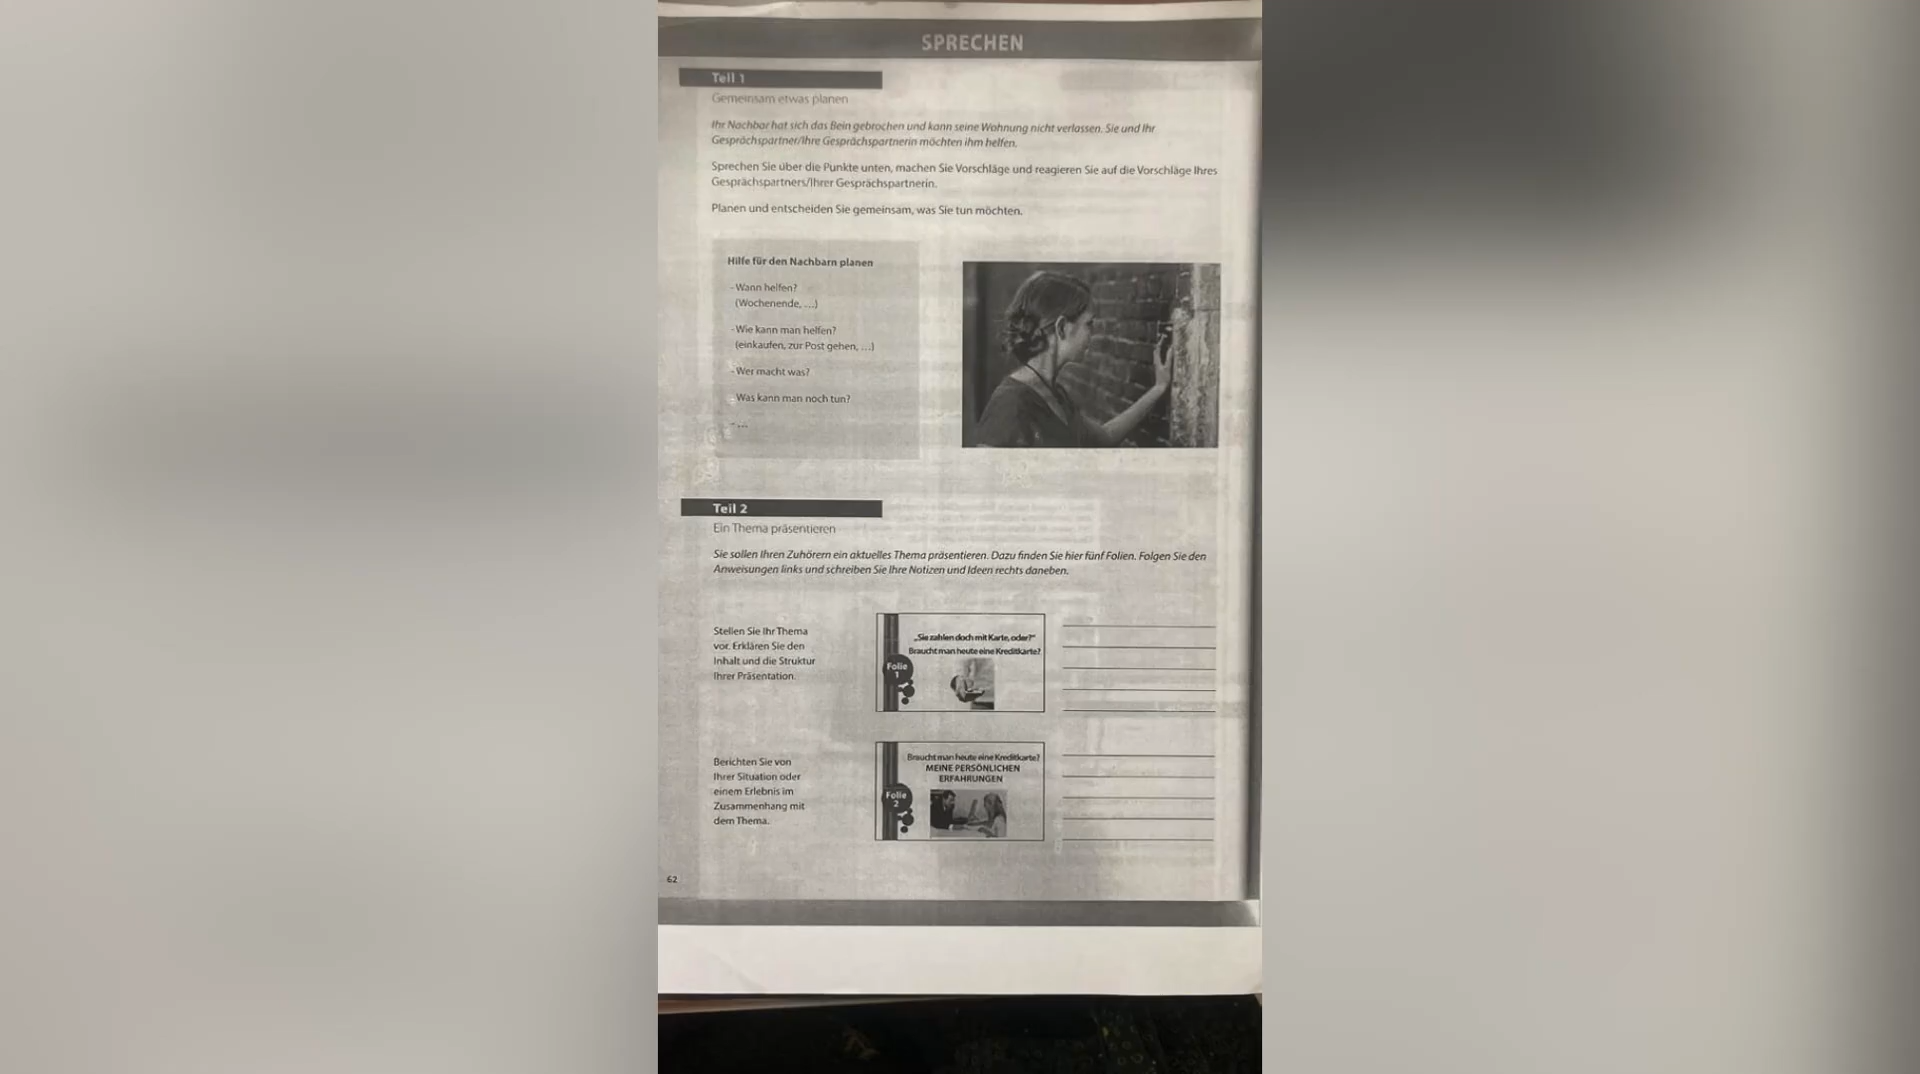 SPRECHEN
Teil 1
Gemeinsam etwas planen
Ihr Nachbar hat sich das Bein gebrochen und kann seine Wohnung nicht verlassen. Sie und Ihr
Gesprächspartner/Ihre Gesprächspartnerin möchten ihm helfen.
Sprechen Sie über die Punkte unten, machen Sie Vorschläge und reagieren Sie auf die Vorschläge Ihres
Gesprächspartners/Ihrer Gesprächspartnerin.
Planen und entscheiden Sie gemeinsam, was Sie tun möchten.
Hilfe für den Nachbarn planen
- Wann helfen?
(Wochenende, ...)
- Wie kann man helfen?
(einkaufen, zur Post gehen, ...)
- Wer macht was?
- Was kann man noch tun?
- ...
Teil 2
Ein Thema präsentieren
Sie sollen Ihren Zuhörern ein aktuelles Thema präsentieren. Dazu finden Sie hier fünf Folien. Folgen Sie den
Anweisungen links und schreiben Sie Ihre Notizen und Ideen rechts daneben.
Stellen Sie Ihr Thema
vor. Erklären Sie den
Inhalt und die Struktur
Ihrer Präsentation.
„Sie zahlen doch mit Karte, oder?“
Braucht man heute eine Kreditkarte?
Folie
1
Berichten Sie von
Ihrer Situation oder
einem Erlebnis im
Zusammenhang mit
dem Thema.
Braucht man heute eine Kreditkarte?
MEINE PERSÖNLICHEN
ERFAHRUNGEN
Folie
2
62